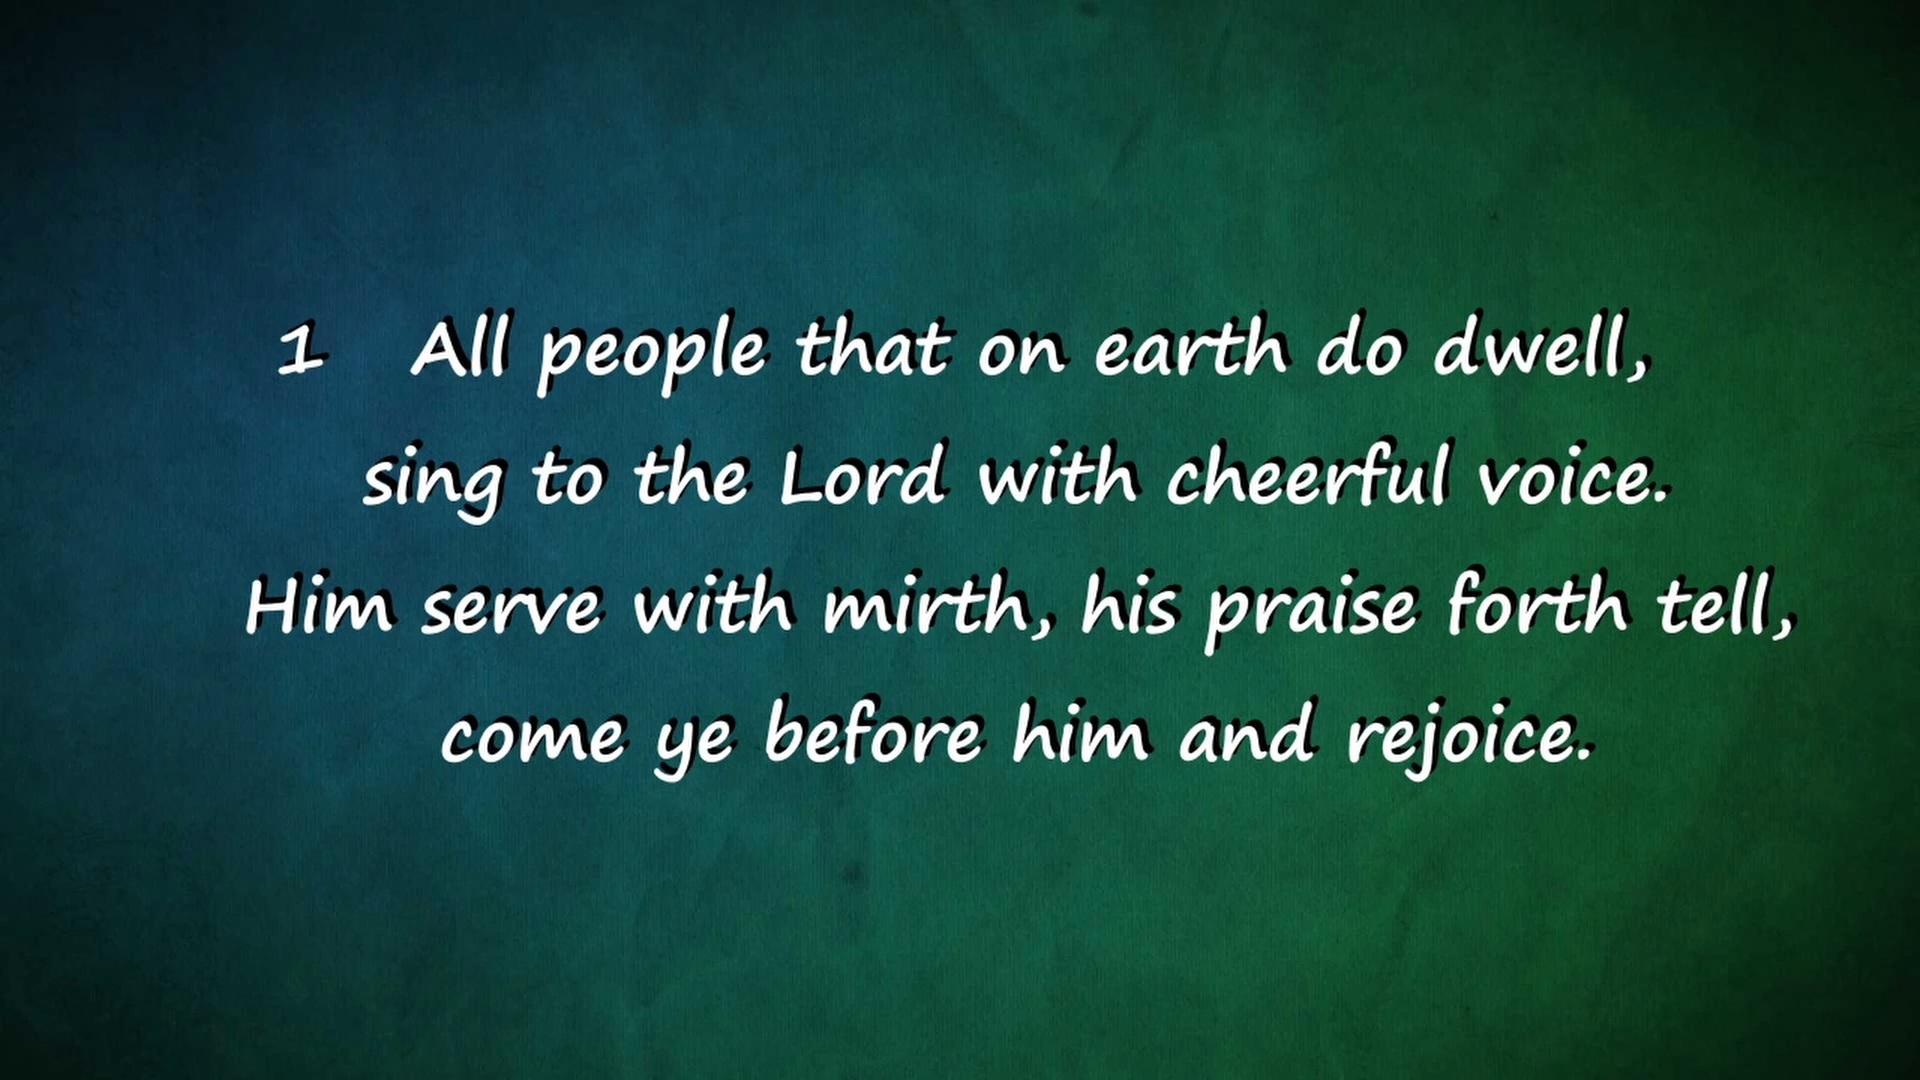 1 All people that on earth do dwell,
sing to the Lord with cheerful voice.
Him serve with mirth, his praise forth tell,
come ye before him and rejoice.